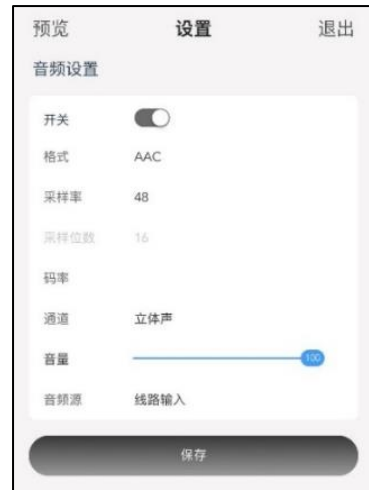 预览 设置 退出
音频设置
开关
格式 AAC
采样率 48
采样位数 16
码率
通道 立体声
音量 100
音频源 线路输入
保存